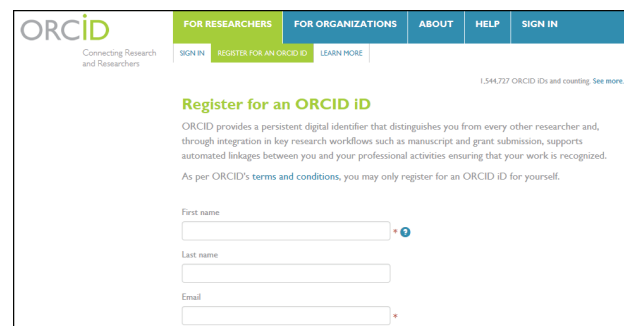 ORCID
Connecting Research
and Researchers
FOR RESEARCHERS FOR ORGANIZATIONS ABOUT HELP SIGN IN
SIGN IN REGISTER FOR AN ORCID ID LEARN MORE
1,544,727 ORCID iDs and counting. See more.
Register for an ORCID iD
ORCID provides a persistent digital identifier that distinguishes you from every other researcher and,
through integration in key research workflows such as manuscript and grant submission, supports
automated linkages between you and your professional activities ensuring that your work is recognized.
As per ORCID's terms and conditions, you may only register for an ORCID iD for yourself.
First name
* ?
Last name
Email
*